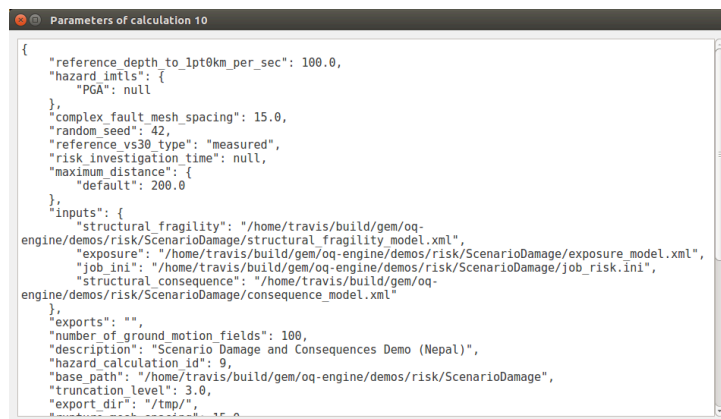 Parameters of calculation 10
{
    "reference_depth_to_1pt0km_per_sec": 100.0,
    "hazard_imtls": {
        "PGA": null
    },
    "complex_fault_mesh_spacing": 15.0,
    "random_seed": 42,
    "reference_vs30_type": "measured",
    "risk_investigation_time": null,
    "maximum_distance": {
        "default": 200.0
    },
    "inputs": {
        "structural_fragility": "/home/travis/build/gem/oq-
engine/demos/risk/ScenarioDamage/structural_fragility_model.xml",
        "exposure": "/home/travis/build/gem/oq-engine/demos/risk/ScenarioDamage/exposure_model.xml",
        "job_ini": "/home/travis/build/gem/oq-engine/demos/risk/ScenarioDamage/job_risk.ini",
        "structural_consequence": "/home/travis/build/gem/oq-
engine/demos/risk/ScenarioDamage/consequence_model.xml"
    },
    "exports": "",
    "number_of_ground_motion_fields": 100,
    "description": "Scenario Damage and Consequences Demo (Nepal)",
    "hazard_calculation_id": 9,
    "base_path": "/home/travis/build/gem/oq-engine/demos/risk/ScenarioDamage",
    "truncation_level": 3.0,
    "export_dir": "/tmp/",
    "rupture_mesh_spacing": 15.0